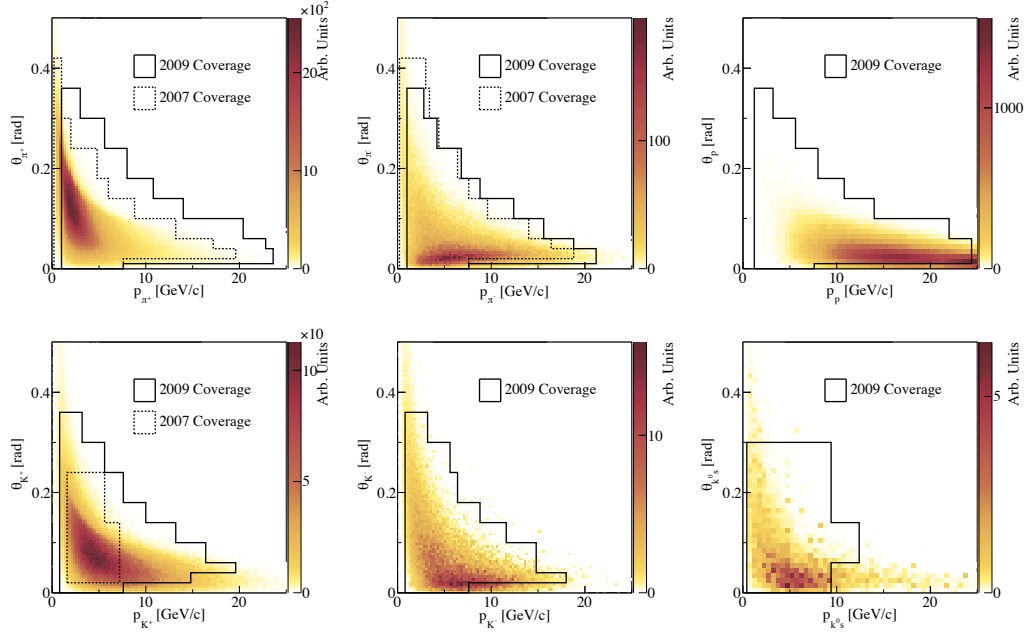 ×10²
0.4
0.2
0
θπ⁺ [rad]
2009 Coverage
2007 Coverage
0 10 20
pπ⁺ [GeV/c]
20
10
0
Arb. Units
0.4
0.2
0
θπ⁻ [rad]
2009 Coverage
2007 Coverage
0 10 20
pπ⁻ [GeV/c]
100
0
Arb. Units
0.4
0.2
0
θp [rad]
2009 Coverage
0 10 20
pp [GeV/c]
1000
0
Arb. Units
×10
0.4
0.2
0
θK⁺ [rad]
2009 Coverage
2007 Coverage
0 10 20
pK⁺ [GeV/c]
10
5
0
Arb. Units
0.4
0.2
0
θK⁻ [rad]
2009 Coverage
0 10 20
pK⁻ [GeV/c]
10
0
Arb. Units
0.4
0.2
0
θk⁰s [rad]
2009 Coverage
0 10 20
pk⁰s [GeV/c]
5
0
Arb. Units